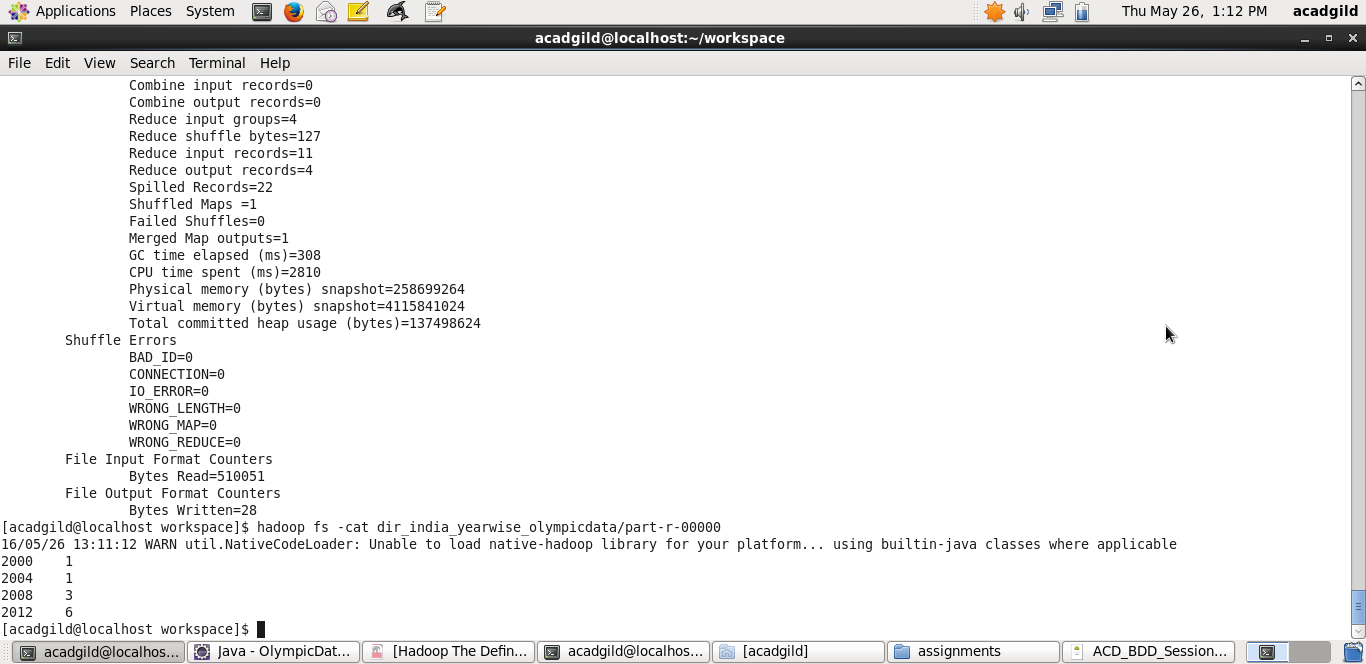 Applications Places System Thu May 26, 1:12 PM acadgild
acadgild@localhost:~/workspace
File Edit View Search Terminal Help
Combine input records=0
Combine output records=0
Reduce input groups=4
Reduce shuffle bytes=127
Reduce input records=11
Reduce output records=4
Spilled Records=22
Shuffled Maps =1
Failed Shuffles=0
Merged Map outputs=1
GC time elapsed (ms)=308
CPU time spent (ms)=2810
Physical memory (bytes) snapshot=258699264
Virtual memory (bytes) snapshot=4115841024
Total committed heap usage (bytes)=137498624
Shuffle Errors
BAD_ID=0
CONNECTION=0
IO_ERROR=0
WRONG_LENGTH=0
WRONG_MAP=0
WRONG_REDUCE=0
File Input Format Counters
Bytes Read=510051
File Output Format Counters
Bytes Written=28
[acadgild@localhost workspace]$ hadoop fs -cat dir_india_yearwise_olympicdata/part-r-00000
16/05/26 13:11:12 WARN util.NativeCodeLoader: Unable to load native-hadoop library for your platform... using builtin-java classes where applicable
2000 1
2004 1
2008 3
2012 6
[acadgild@localhost workspace]$
acadgild@localhos... Java - OlympicDat... [Hadoop The Defin... acadgild@localhos... [acadgild] assignments ACD_BDD_Session...